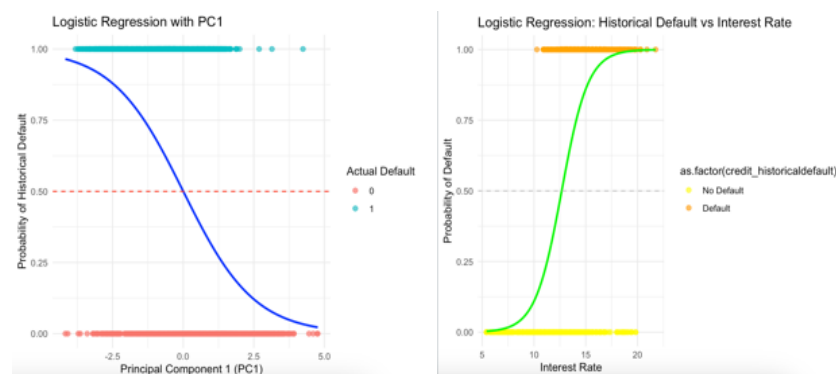 Logistic Regression with PC1
1.00
0.75
0.50
0.25
0.00
Probability of Historical Default
-2.5
0.0
2.5
5.0
Principal Component 1 (PC1)
Actual Default
0
1
Logistic Regression: Historical Default vs Interest Rate
1.00
0.75
0.50
0.25
0.00
Probability of Default
5
10
15
20
Interest Rate
as.factor(credit_historicaldefault)
No Default
Default